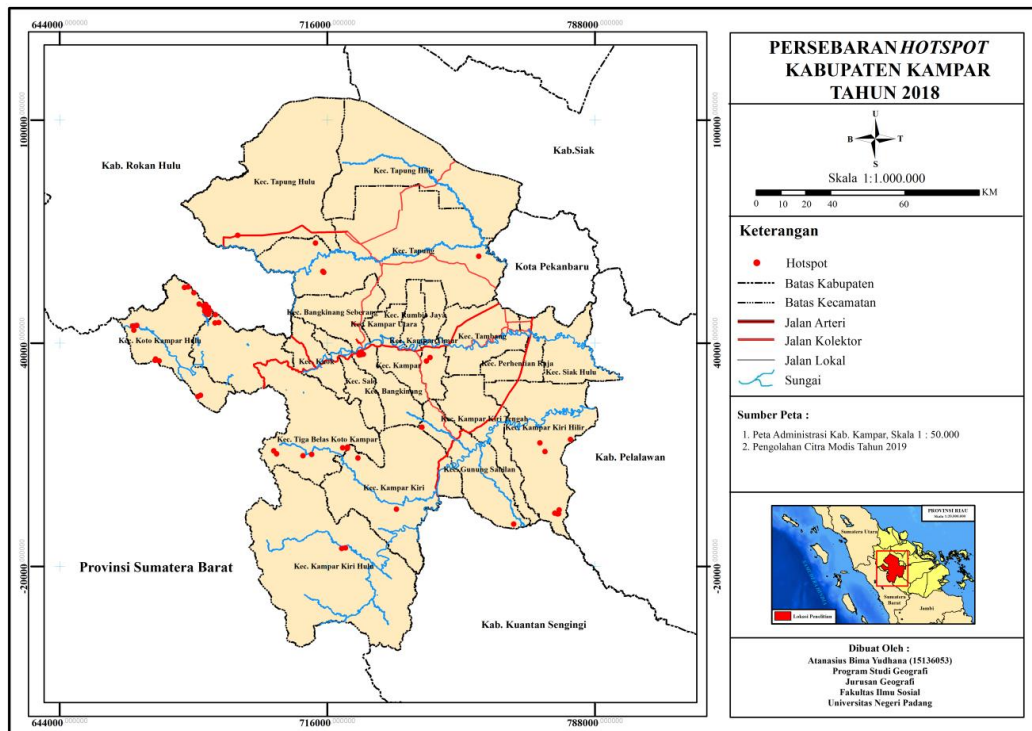 644000
716000
788000
100000
100000
40000
40000
-20000
-20000
644000
716000
788000
Kab. Rokan Hulu
Kab.Siak
Kec. Tapung Hulu
Kec. Tapung Hilir
Kec. Tapung
Kota Pekanbaru
Kec. Bangkinang Seberang
Kec. Rumbio Jaya
Kec. Kampar Utara
Kec. Koto Kampar Hulu
Kec. Kampar Timur
Kec. Tambang
Kec. Kuok
Kec. Kampar
Kec. Perhentian Raja
Kec. Siak Hulu
Kec. Salo
Kec. Bangkinang
Kec. Kampar Kiri Tengah
Kec. Kampar Kiri Hilir
Kec. Tiga Belas Koto Kampar
Kab. Pelalawan
Kec. Gunung Sahilan
Kec. Kampar Kiri
Provinsi Sumatera Barat
Kec. Kampar Kiri Hulu
Kab. Kuantan Sengingi
PERSEBARAN HOTSPOT
KABUPATEN KAMPAR
TAHUN 2018
U
B T
S
Skala 1:1.000.000
0 10 20 40 60 KM
Keterangan
Hotspot
Batas Kabupaten
Batas Kecamatan
Jalan Arteri
Jalan Kolektor
Jalan Lokal
Sungai
Sumber Peta :
1. Peta Administrasi Kab. Kampar, Skala 1 : 50.000
2. Pengolahan Citra Modis Tahun 2019
PROVINSI RIAU
Sumatera Utara
Sumatera
Barat
Jambi
Lokasi Penelitian
Dibuat Oleh :
Atanasius Bima Yudhana (15136053)
Program Studi Geografi
Jurusan Geografi
Fakultas Ilmu Sosial
Universitas Negeri Padang